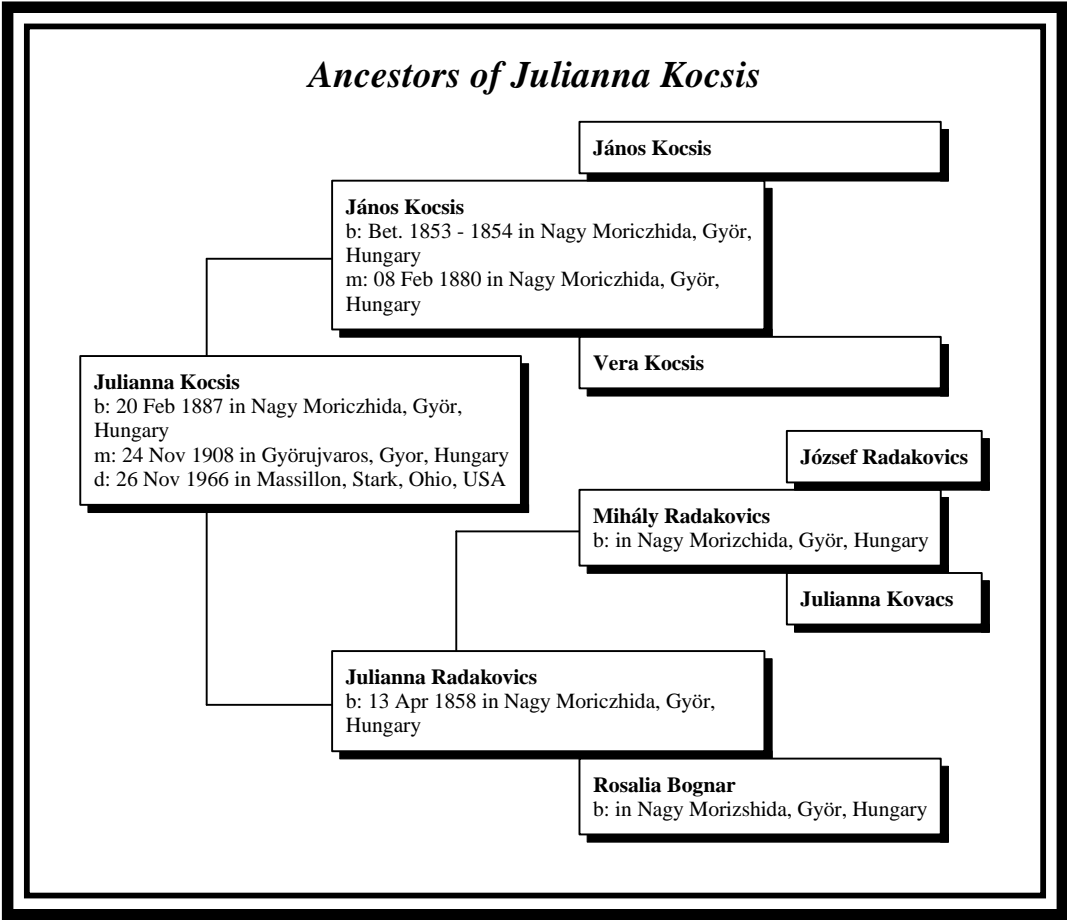 Ancestors of Julianna Kocsis
János Kocsis
János Kocsis
b: Bet. 1853 - 1854 in Nagy Moriczhida, Györ,
Hungary
m: 08 Feb 1880 in Nagy Moriczhida, Györ,
Hungary
Vera Kocsis
Julianna Kocsis
b: 20 Feb 1887 in Nagy Moriczhida, Györ,
Hungary
m: 24 Nov 1908 in Györujvaros, Gyor, Hungary
d: 26 Nov 1966 in Massillon, Stark, Ohio, USA
József Radakovics
Mihály Radakovics
b: in Nagy Morizchida, Györ, Hungary
Julianna Kovacs
Julianna Radakovics
b: 13 Apr 1858 in Nagy Moriczhida, Györ,
Hungary
Rosalia Bognar
b: in Nagy Morizshida, Györ, Hungary